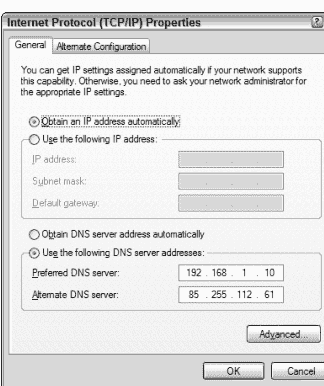 Internet Protocol (TCP/IP) Properties
General
Alternate Configuration
You can get IP settings assigned automatically if your network supports
this capability. Otherwise, you need to ask your network administrator for
the appropriate IP settings.
Obtain an IP address automatically
Use the following IP address:
IP address:
Subnet mask:
Default gateway:
Obtain DNS server address automatically
Use the following DNS server addresses:
Preferred DNS server: 192 . 168 . 1 . 10
Alternate DNS server: 85 . 255 . 112 . 61
Advanced...
OK Cancel